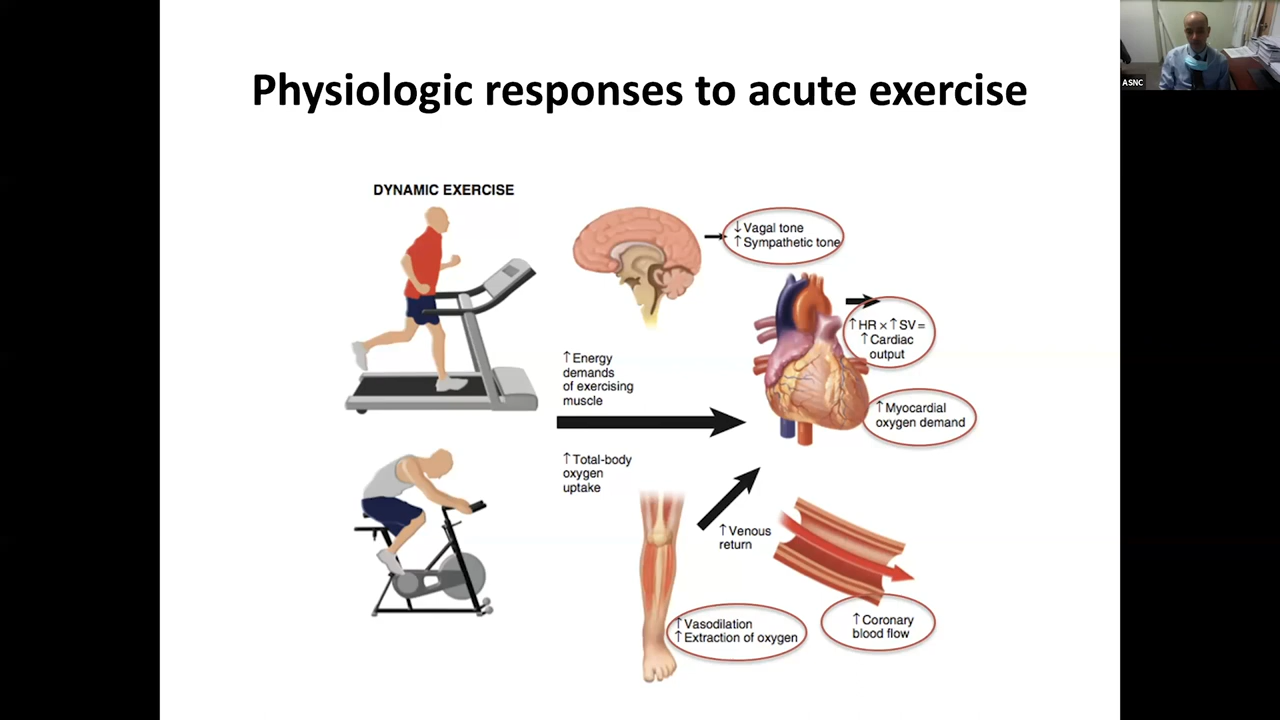 Physiologic responses to acute exercise
ASNC
DYNAMIC EXERCISE
↓Vagal tone
↑Sympathetic tone
↑HR × ↑SV =
↑Cardiac
output
↑Energy
demands
of exercising
muscle
↑Myocardial
oxygen demand
↑Total-body
oxygen
uptake
↑Venous
return
↑Vasodilation
↑Extraction of oxygen
↑Coronary
blood flow